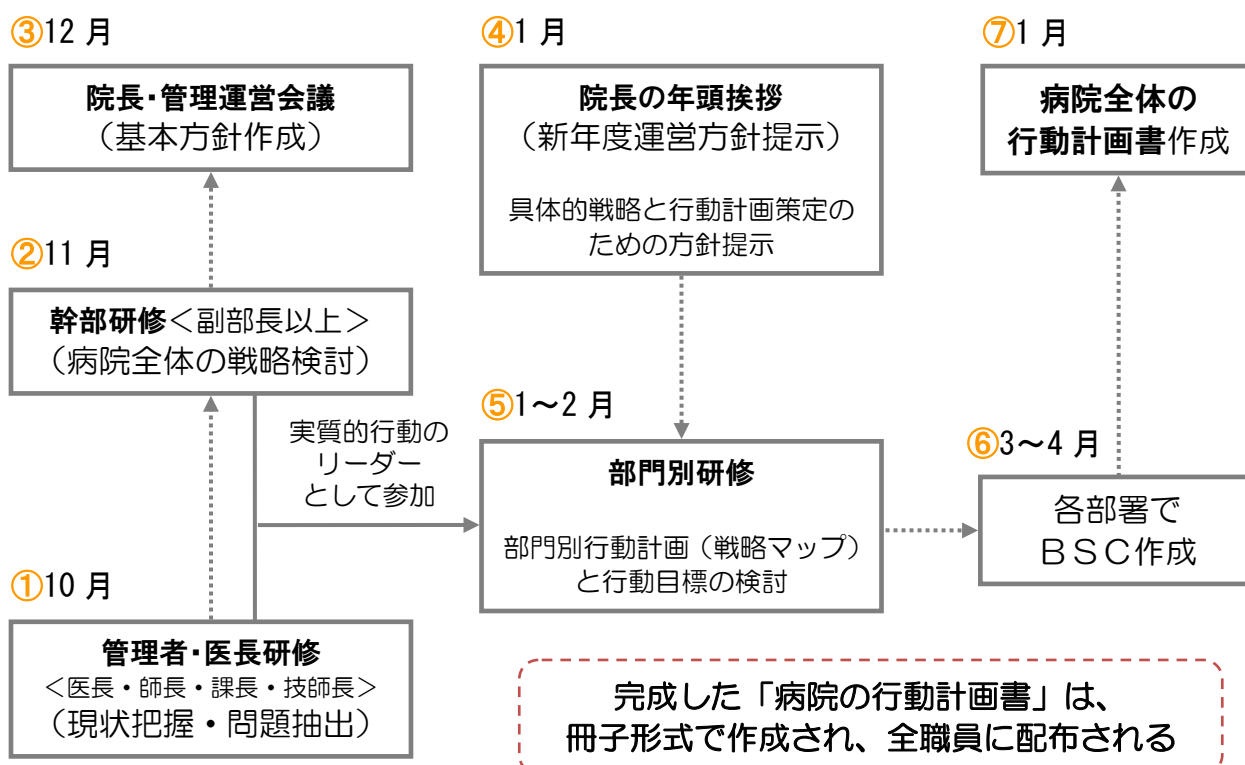 ③12 月
院長・管理運営会議
（基本方針作成）
②11 月
幹部研修＜副部長以上＞
（病院全体の戦略検討）
実質的行動の
リーダー
として参加
①10 月
管理者・医長研修
＜医長・師長・課長・技師長＞
（現状把握・問題抽出）
④1 月
院長の年頭挨拶
（新年度運営方針提示）
具体的戦略と行動計画策定の
ための方針提示
⑤1～2 月
部門別研修
部門別行動計画（戦略マップ）
と行動目標の検討
⑦1 月
病院全体の
行動計画書作成
⑥3～4 月
各部署で
ＢＳＣ作成
完成した「病院の行動計画書」は、
冊子形式で作成され、全職員に配布される